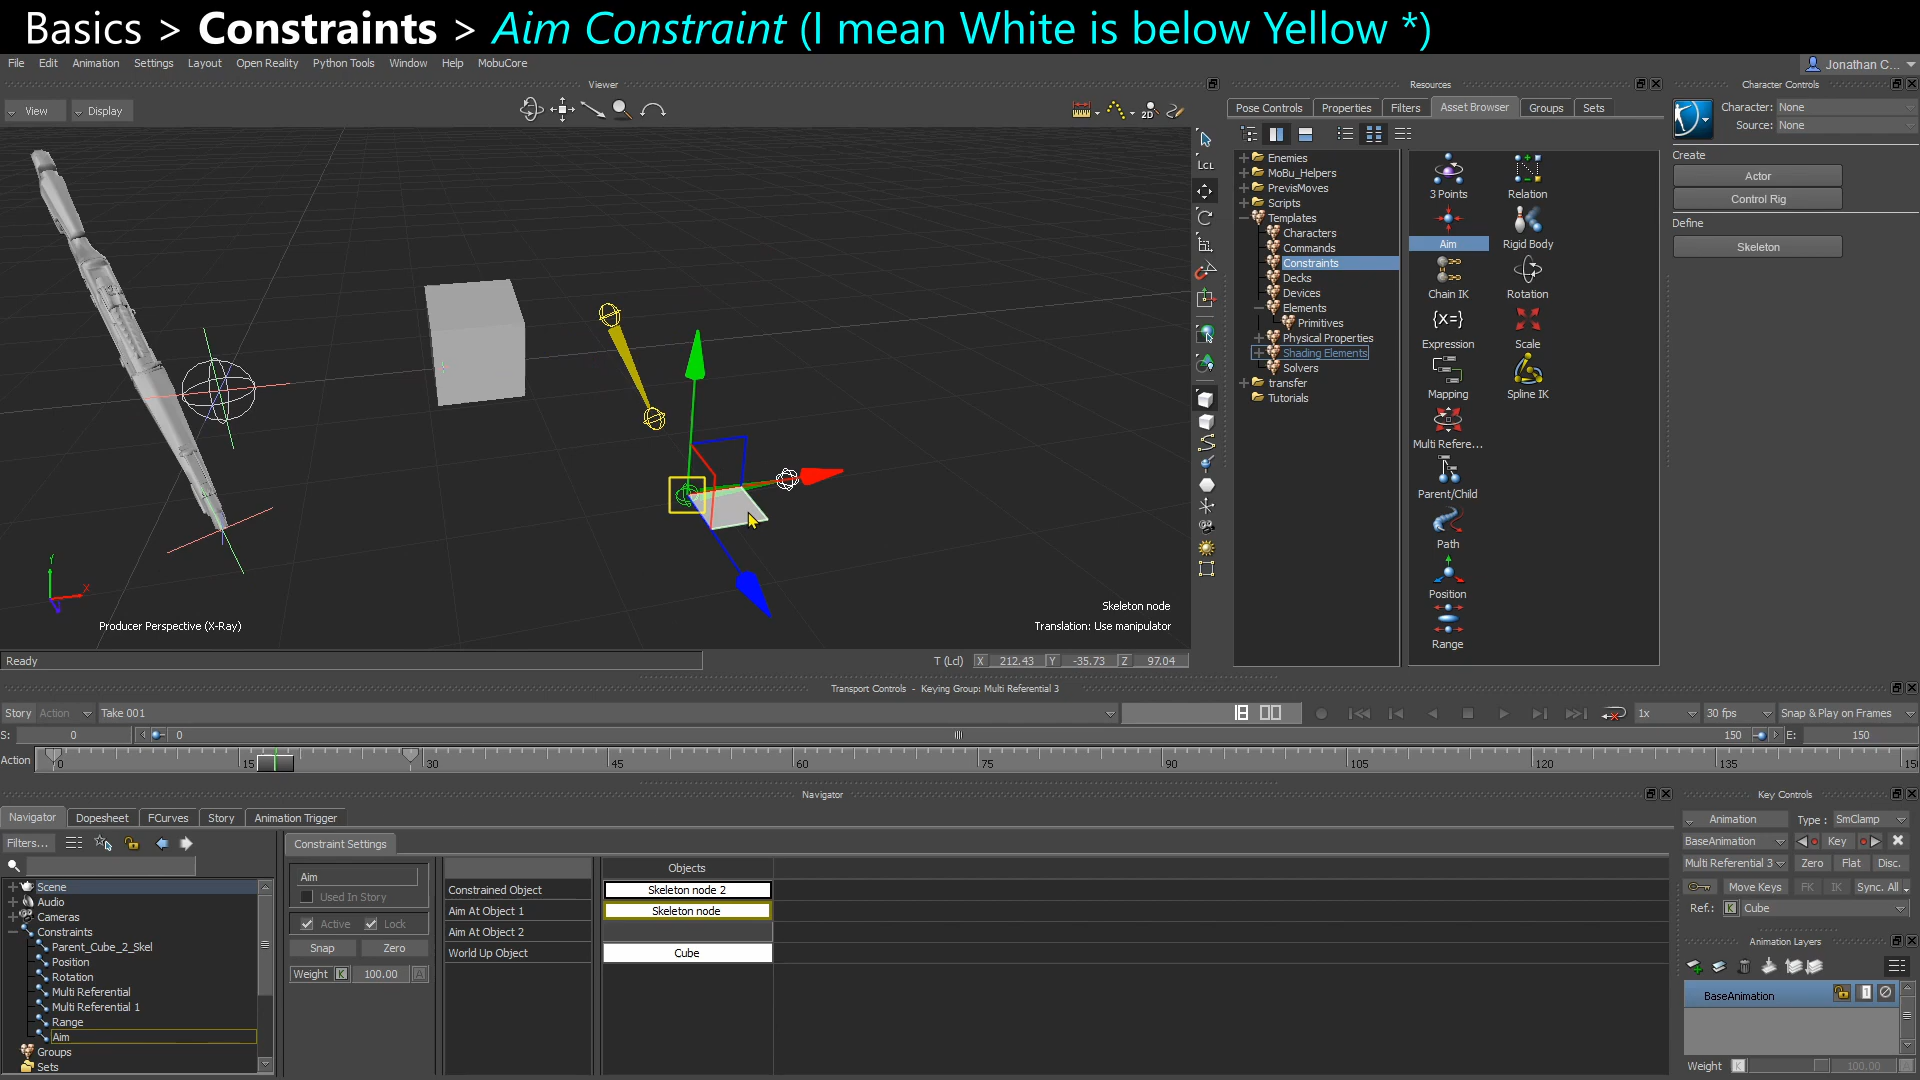 Basics > Constraints > Aim Constraint (I mean White is below Yellow *)
File Edit Animation Settings Layout Open Reality Python Tools Window Help MobuCore
Jonathan C...
Viewer
Resources
Character Controls
View Display
2D
Pose Controls Properties Filters Asset Browser Groups Sets
Character: None
Source: None
LCL
Enemies
MoBu_Helpers
PrevisMoves
Scripts
Templates
Characters
Commands
Constraints
Decks
Devices
Elements
Primitives
Physical Properties
Shading Elements
Solvers
transfer
Tutorials
3 Points Relation
Aim Rigid Body
Chain IK Rotation
{x=}
Expression Scale
Mapping Spline IK
Multi Refere...
Parent/Child
Path
Position
Range
Create
Actor
Control Rig
Define
Skeleton
Y
X
Producer Perspective (X-Ray)
Skeleton node
Translation: Use manipulator
Ready
T (Lcl) X 212.43 Y -35.73 Z 97.04
Transport Controls - Keying Group: Multi Referential 3
Story Action Take 001
1x 30 fps Snap & Play on Frames
S: 0 0 150 E: 150
Action 0 15 30 45 60 75 90 105 120 135 15
Navigator
Navigator Dopesheet FCurves Story Animation Trigger
Filters...
Scene
Audio
Cameras
Constraints
Parent_Cube_2_Skel
Position
Rotation
Multi Referential
Multi Referential 1
Range
Aim
Groups
Sets
Constraint Settings
Aim
Used In Story
Active Lock
Snap Zero
Weight K 100.00 A
Objects
Constrained Object Skeleton node 2
Aim At Object 1 Skeleton node
Aim At Object 2
World Up Object Cube
Key Controls
Animation Type : SmClamp
BaseAnimation Key
Multi Referential 3 Zero Flat Disc.
Move Keys FK IK Sync. All
Ref.: K Cube
Animation Layers
BaseAnimation 1
Weight K 100.00 A